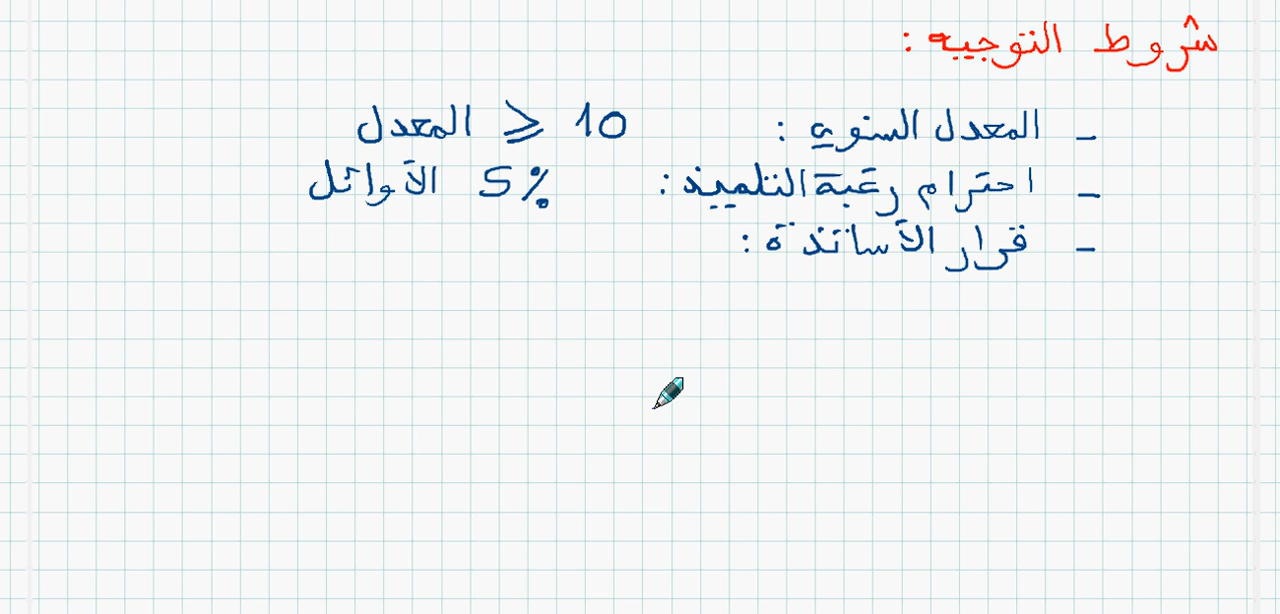 شروط التوجيه :
- المعدل السنوي : 10 ⩽ المعدل
- احترام رغبة التلميذ : 5% الأوائل
- قرار الأساتذة :